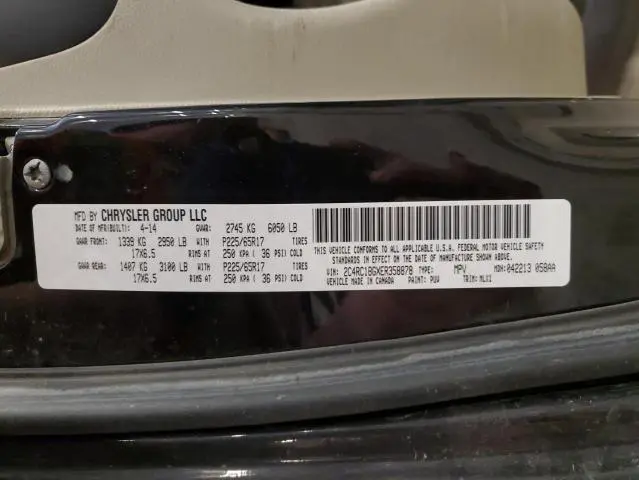 MFD BY CHRYSLER GROUP LLC
DATE OF MFR(BUILT): 4-14 GVWR: 2745 KG 6050 LB
GAWR FRONT: 1339 KG 2950 LB WITH P225/65R17 TIRES
17X6.5 RIMS AT 250 KPA ( 36 PSI) COLD
GAWR REAR: 1407 KG 3100 LB WITH P225/65R17 TIRES
17X6.5 RIMS AT 250 KPA ( 36 PSI) COLD
THIS VEHICLE CONFORMS TO ALL APPLICABLE U.S.A. FEDERAL MOTOR VEHICLE SAFETY
STANDARDS IN EFFECT ON THE DATE OF MANUFACTURE SHOWN ABOVE.
VIN: 2C4RC1BGXER358878 TYPE: MPV MDH:042213 058AA
VEHICLE MADE IN CANADA PAINT: PUV TRIM: